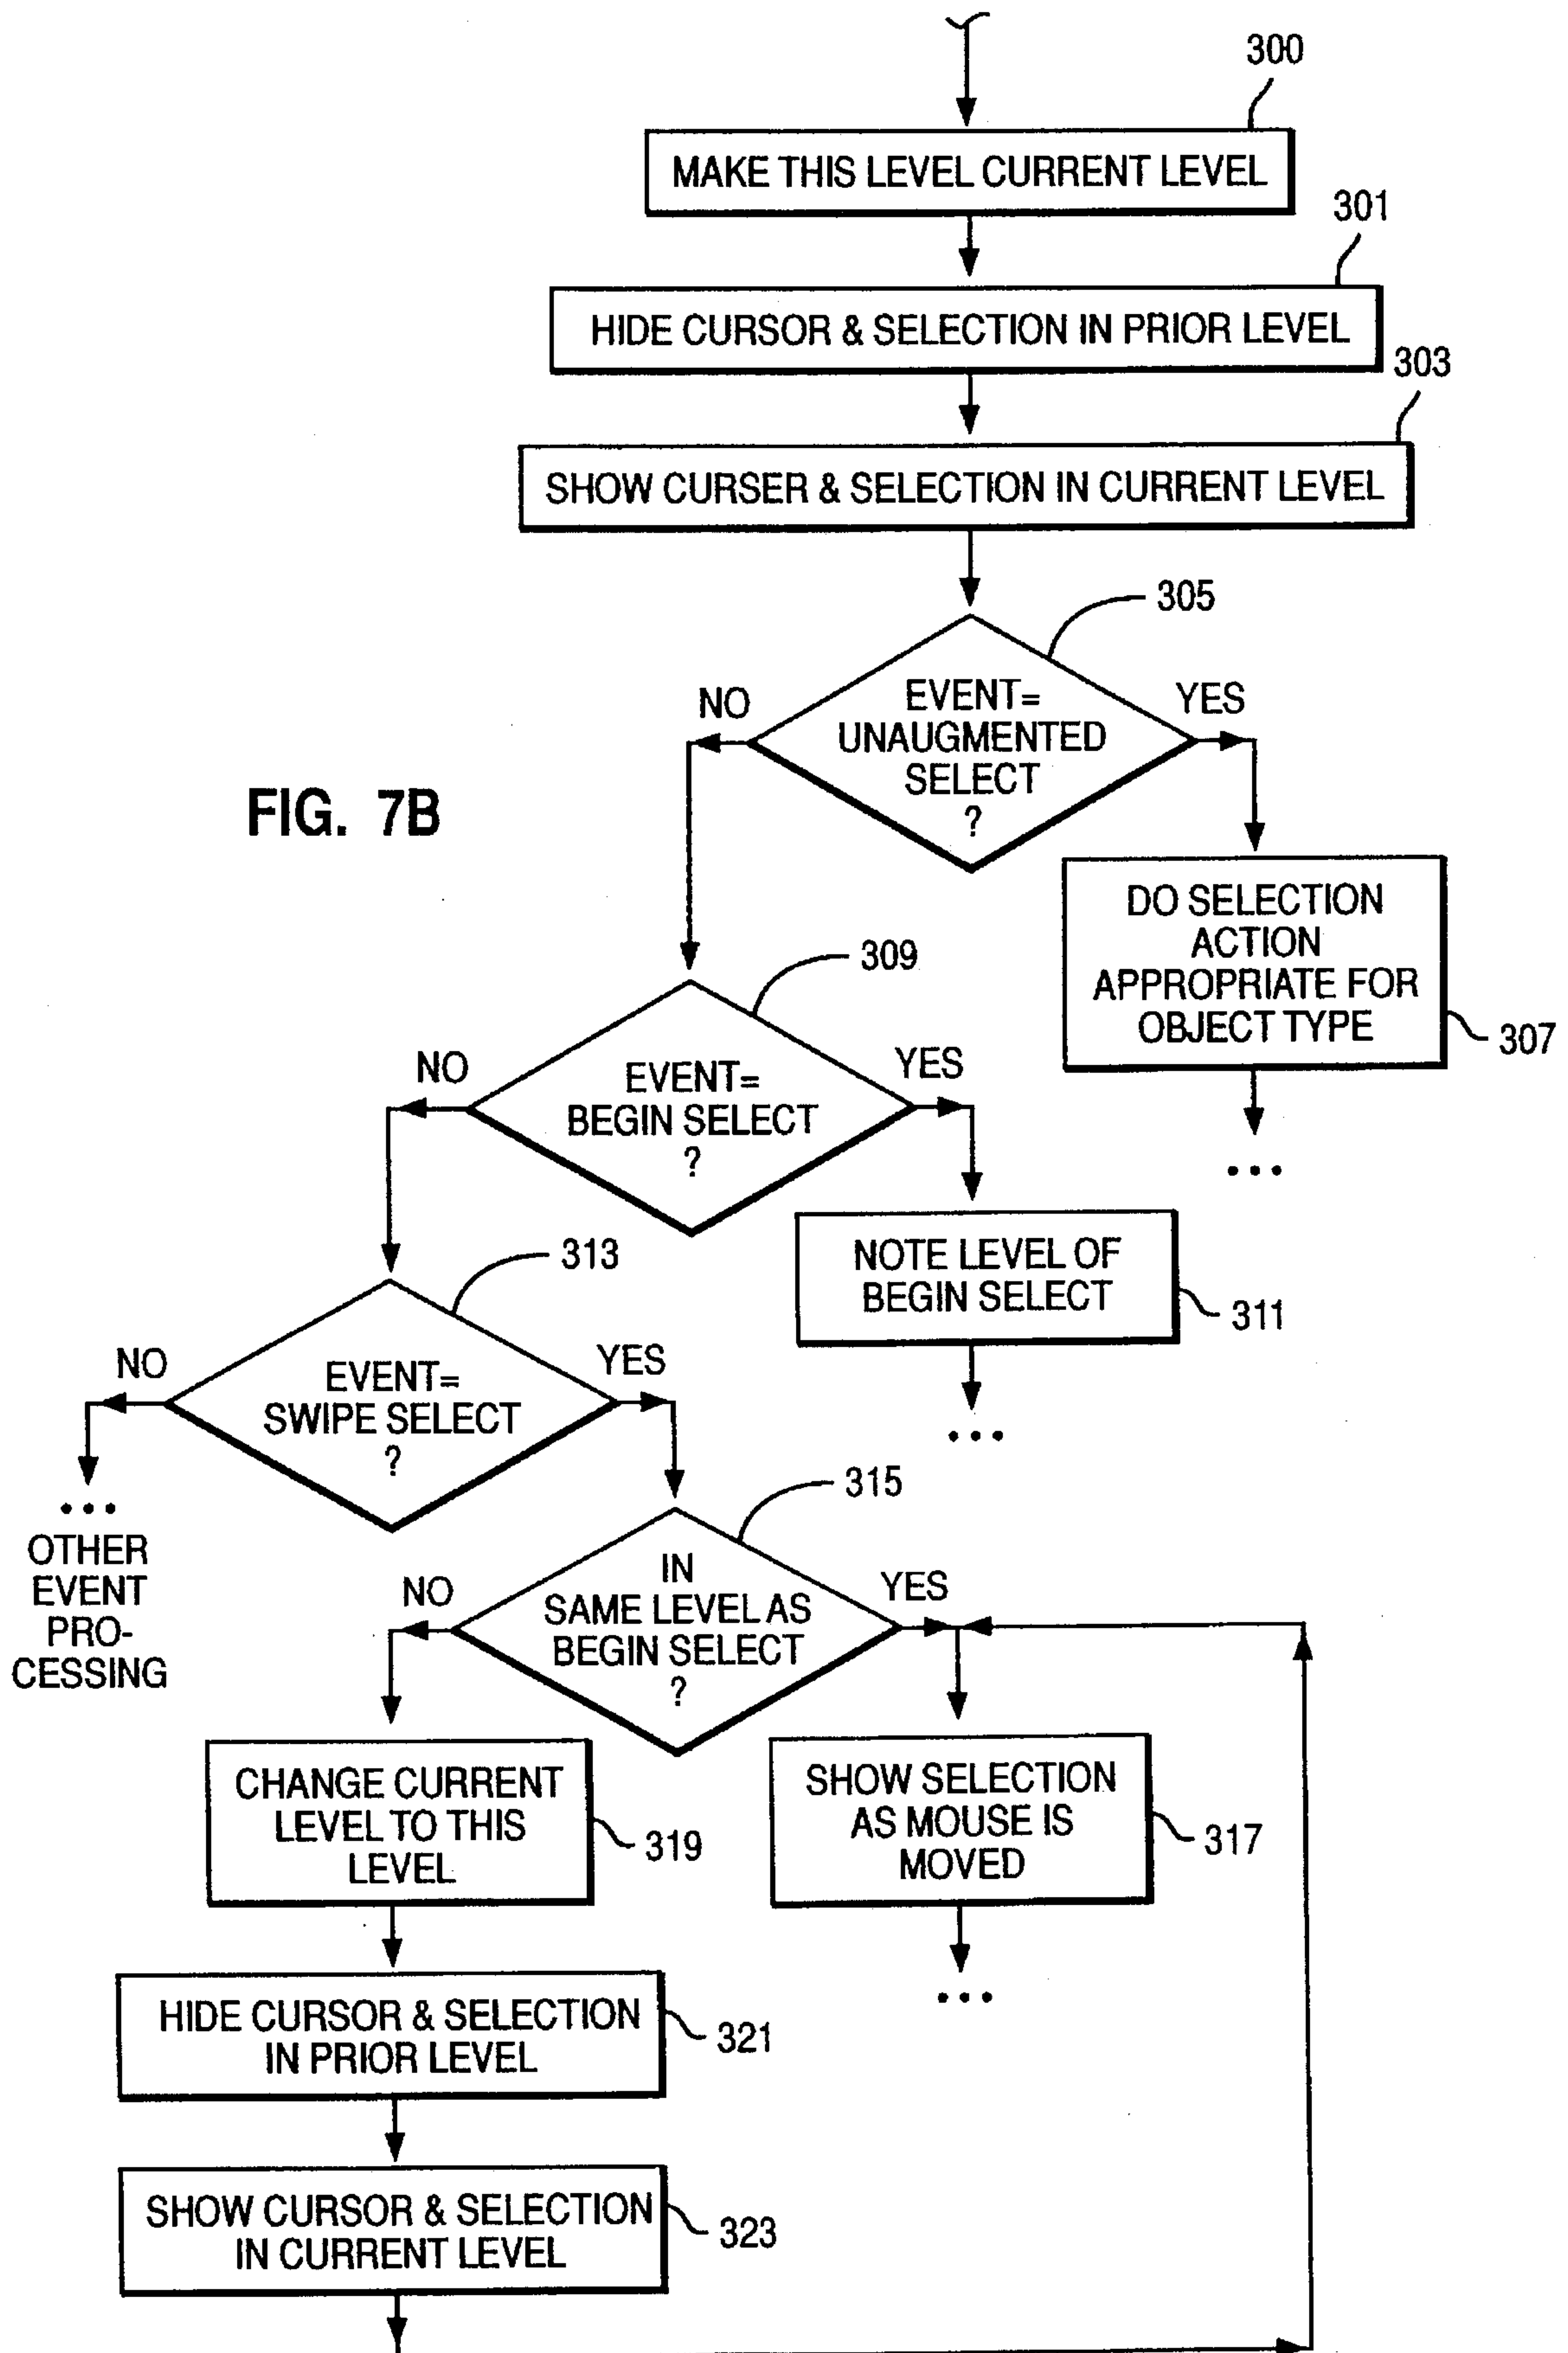 300
MAKE THIS LEVEL CURRENT LEVEL
301
HIDE CURSOR & SELECTION IN PRIOR LEVEL
303
SHOW CURSER & SELECTION IN CURRENT LEVEL
305
NO
EVENT=
UNAUGMENTED
SELECT
?
YES
FIG. 7B
DO SELECTION
ACTION
APPROPRIATE FOR
OBJECT TYPE
307
• • •
309
NO
EVENT=
BEGIN SELECT
?
YES
NOTE LEVEL OF
BEGIN SELECT
311
• • •
313
NO
EVENT=
SWIPE SELECT
?
YES
• • •
OTHER
EVENT
PRO-
CESSING
315
NO
IN
SAME LEVEL AS
BEGIN SELECT
?
YES
CHANGE CURRENT
LEVEL TO THIS
LEVEL
319
SHOW SELECTION
AS MOUSE IS
MOVED
317
• • •
HIDE CURSOR & SELECTION
IN PRIOR LEVEL
321
SHOW CURSOR & SELECTION
IN CURRENT LEVEL
323